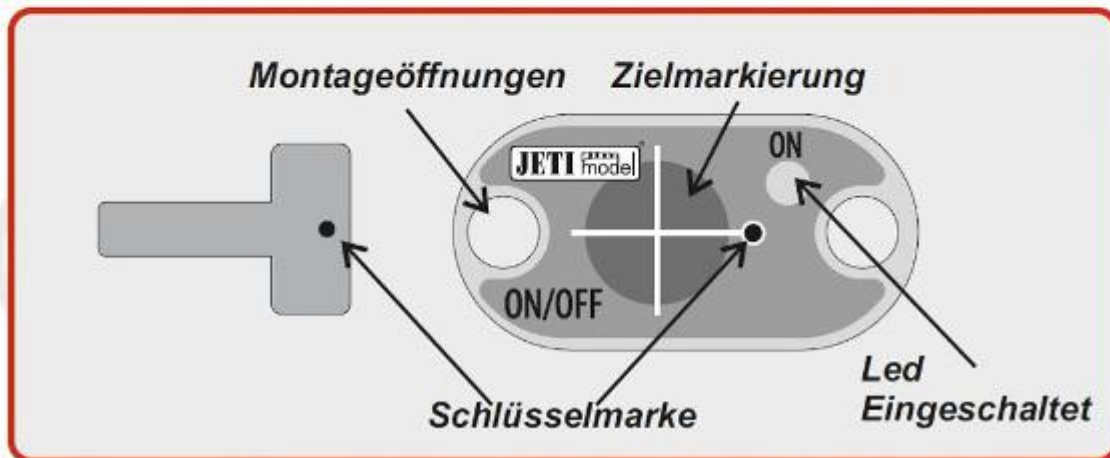 Montageöffnungen
Zielmarkierung
JETI model
ON
ON/OFF
Schlüsselmarke
Led
Eingeschaltet